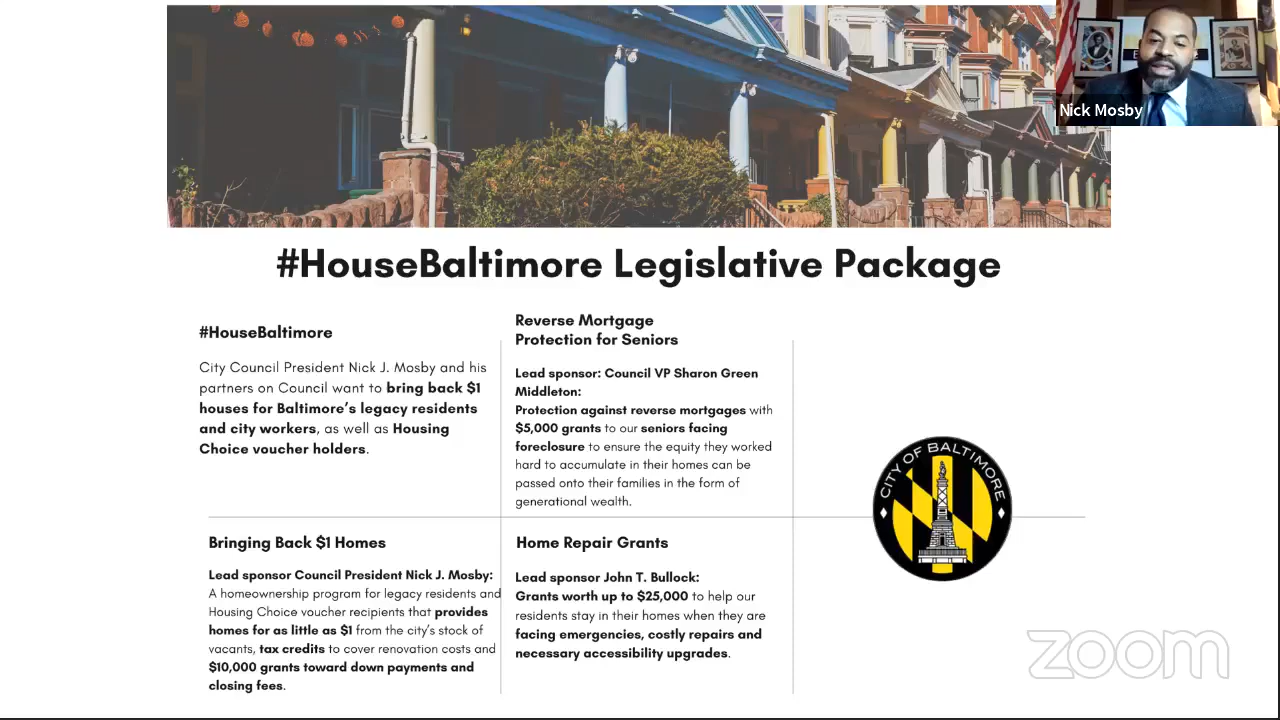 Nick Mosby
#HouseBaltimore Legislative Package
#HouseBaltimore
City Council President Nick J. Mosby and his
partners on Council want to bring back $1
houses for Baltimore's legacy residents
and city workers, as well as Housing
Choice voucher holders.
Reverse Mortgage
Protection for Seniors
Lead sponsor: Council VP Sharon Green
Middleton:
Protection against reverse mortgages with
$5,000 grants to our seniors facing
foreclosure to ensure the equity they worked
hard to accumulate in their homes can be
passed onto their families in the form of
generational wealth.
CITY OF BALTIMORE
Bringing Back $1 Homes
Lead sponsor Council President Nick J. Mosby:
A homeownership program for legacy residents and
Housing Choice voucher recipients that provides
homes for as little as $1 from the city's stock of
vacants, tax credits to cover renovation costs and
$10,000 grants toward down payments and
closing fees.
Home Repair Grants
Lead sponsor John T. Bullock:
Grants worth up to $25,000 to help our
residents stay in their homes when they are
facing emergencies, costly repairs and
necessary accessibility upgrades.
zoom